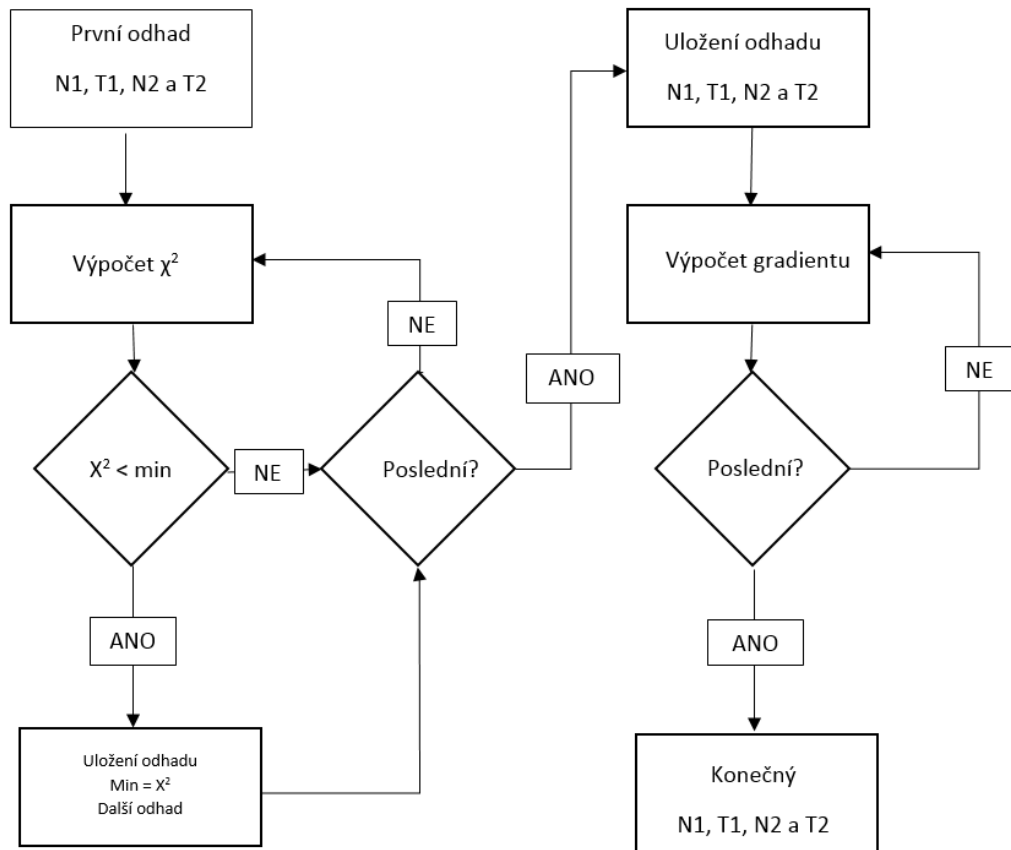 První odhad
N1, T1, N2 a T2
Výpočet χ²
NE
X² < min
NE
Poslední?
ANO
ANO
Uložení odhadu
Min = X²
Další odhad
Uložení odhadu
N1, T1, N2 a T2
Výpočet gradientu
NE
Poslední?
ANO
Konečný
N1, T1, N2 a T2